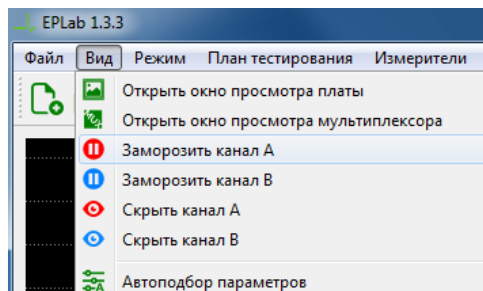 EPLab 1.3.3
Файл Вид Режим План тестирования Измерители
Открыть окно просмотра платы
Открыть окно просмотра мультиплексора
Заморозить канал A
Заморозить канал B
Скрыть канал A
Скрыть канал B
Автоподбор параметров